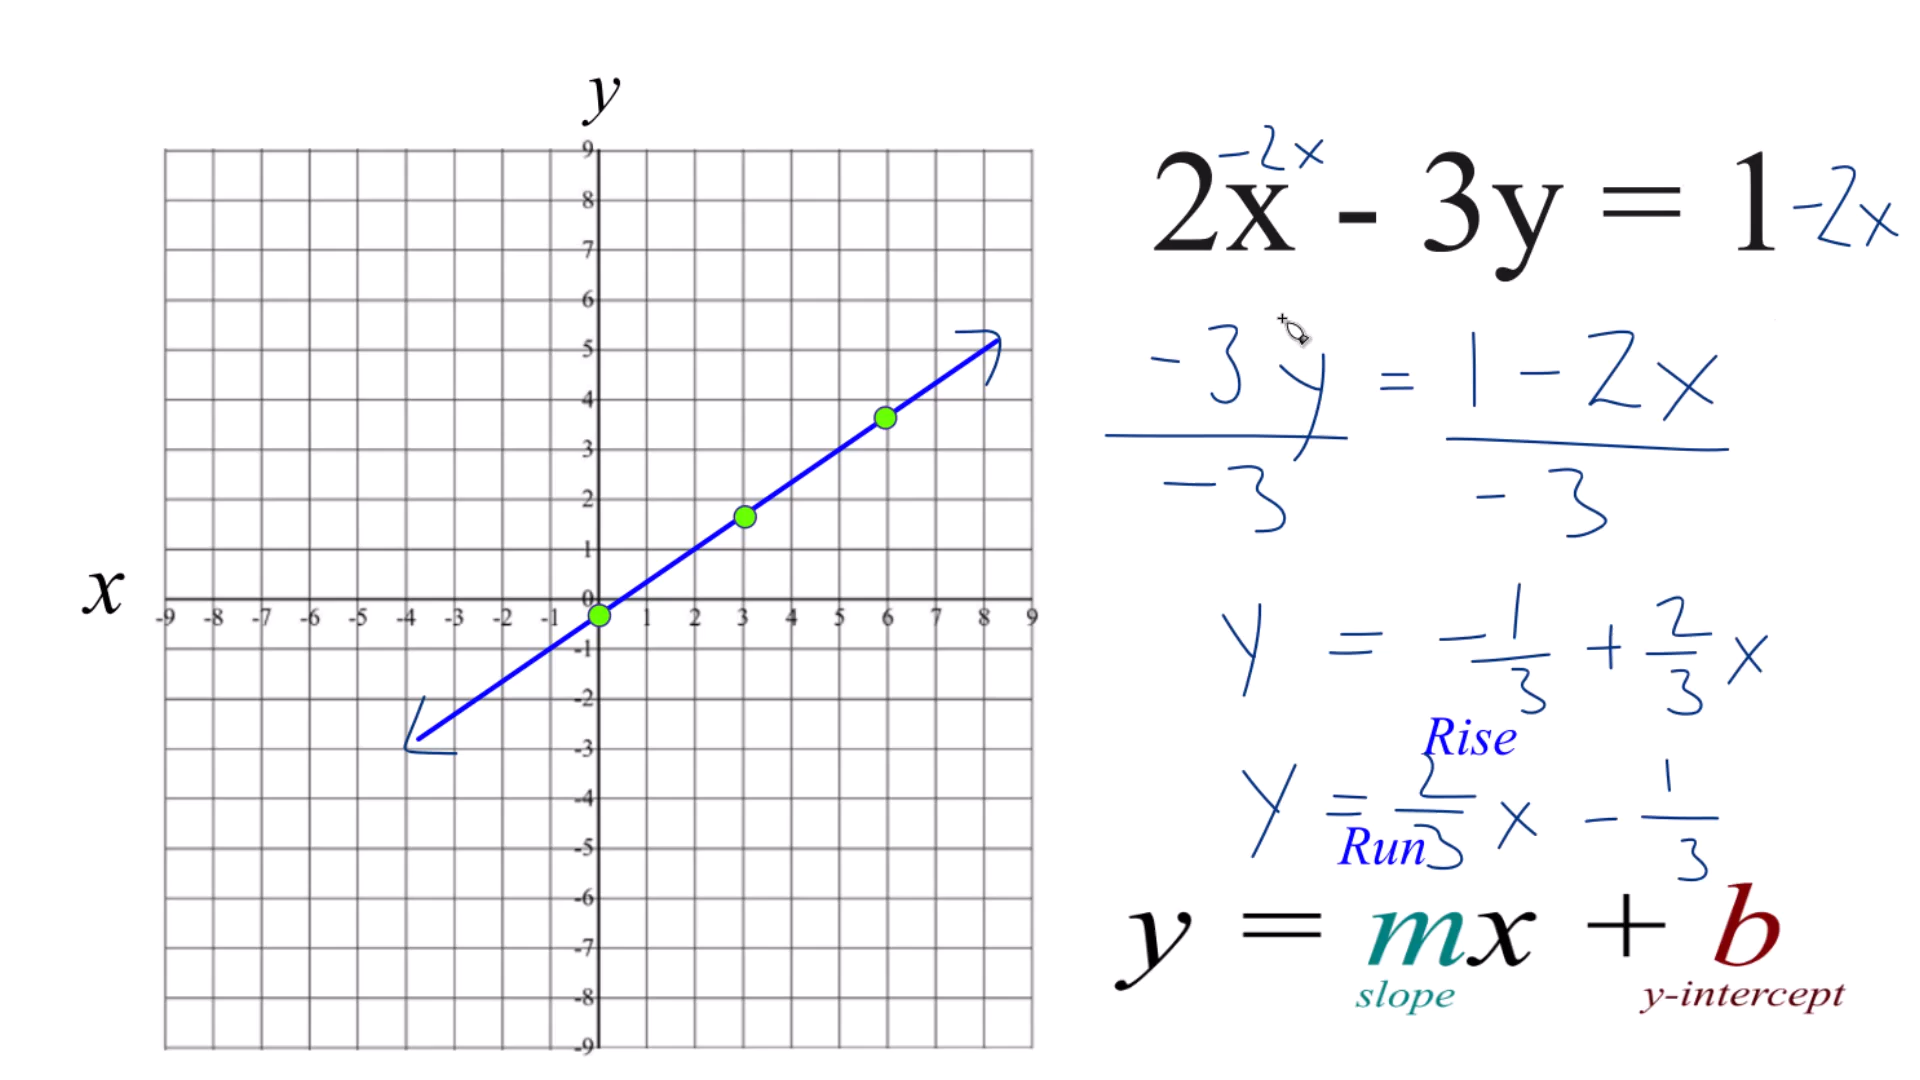 y
9
8
7
6
5
4
3
2
1
0
x
-9 -8 -7 -6 -5 -4 -3 -2 -1 1 2 3 4 5 6 7 8 9
-1
-2
-3
-4
-5
-6
-7
-8
-9
-2x
2x - 3y = 1 -2x
-3y = 1 - 2x
-3 -3
y = -1/3 + 2/3 x
Rise
y = 2/3 x - 1/3
Run
y = mx + b
slope y-intercept